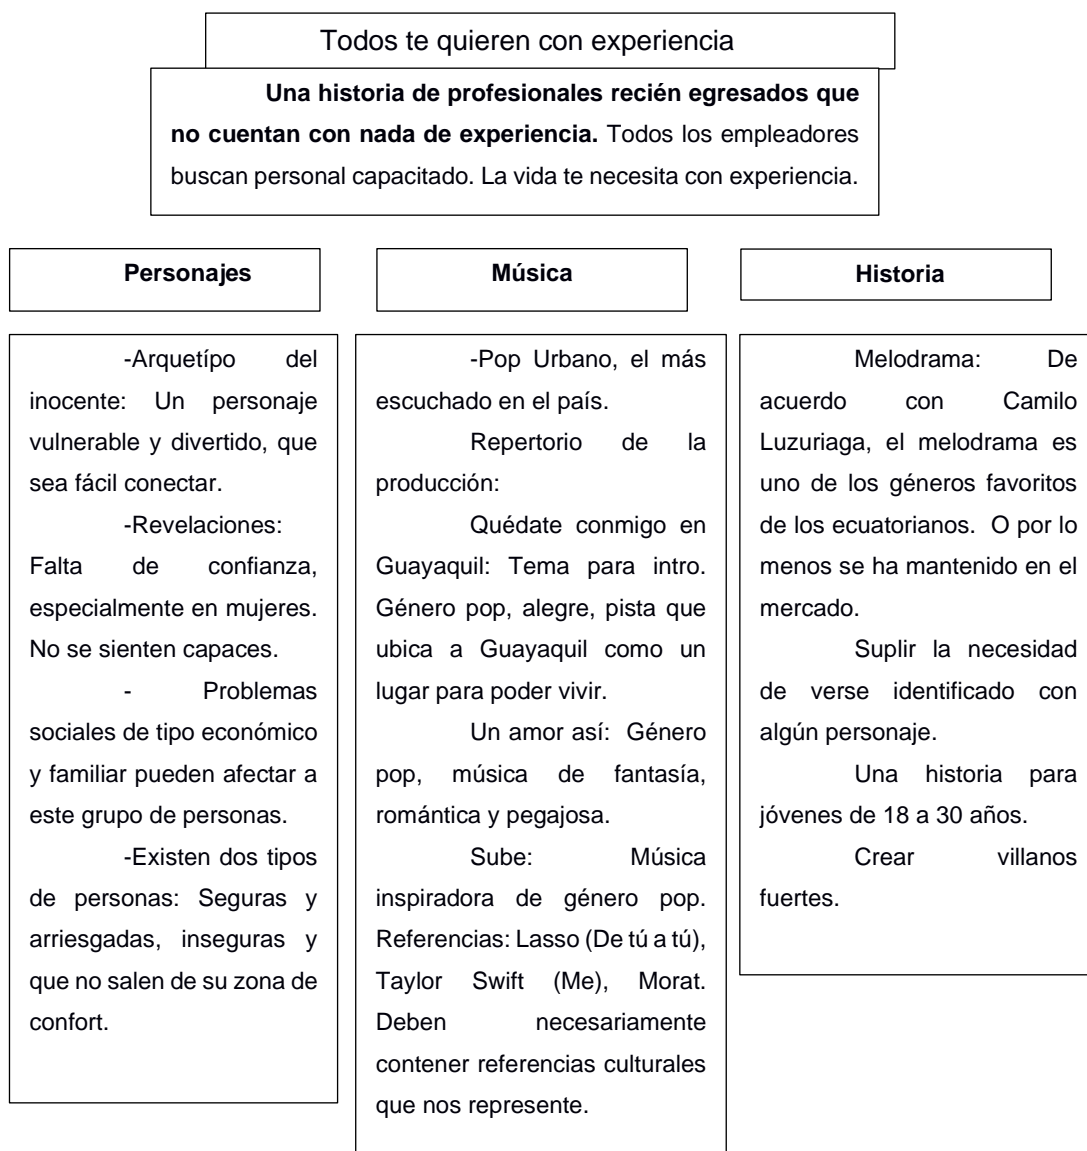 Todos te quieren con experiencia
Una historia de profesionales recién egresados que
no cuentan con nada de experiencia. Todos los empleadores
buscan personal capacitado. La vida te necesita con experiencia.
Personajes
-Arquetípo del
inocente: Un personaje
vulnerable y divertido, que
sea fácil conectar.
-Revelaciones:
Falta de confianza,
especialmente en mujeres.
No se sienten capaces.
- Problemas
sociales de tipo económico
y familiar pueden afectar a
este grupo de personas.
-Existen dos tipos
de personas: Seguras y
arriesgadas, inseguras y
que no salen de su zona de
confort.
Música
-Pop Urbano, el más
escuchado en el país.
Repertorio de la
producción:
Quédate conmigo en
Guayaquil: Tema para intro.
Género pop, alegre, pista que
ubica a Guayaquil como un
lugar para poder vivir.
Un amor así: Género
pop, música de fantasía,
romántica y pegajosa.
Sube: Música
inspiradora de género pop.
Referencias: Lasso (De tú a tú),
Taylor Swift (Me), Morat.
Deben necesariamente
contener referencias culturales
que nos represente.
Historia
Melodrama: De
acuerdo con Camilo
Luzuriaga, el melodrama es
uno de los géneros favoritos
de los ecuatorianos. O por lo
menos se ha mantenido en el
mercado.
Suplir la necesidad
de verse identificado con
algún personaje.
Una historia para
jóvenes de 18 a 30 años.
Crear villanos
fuertes.